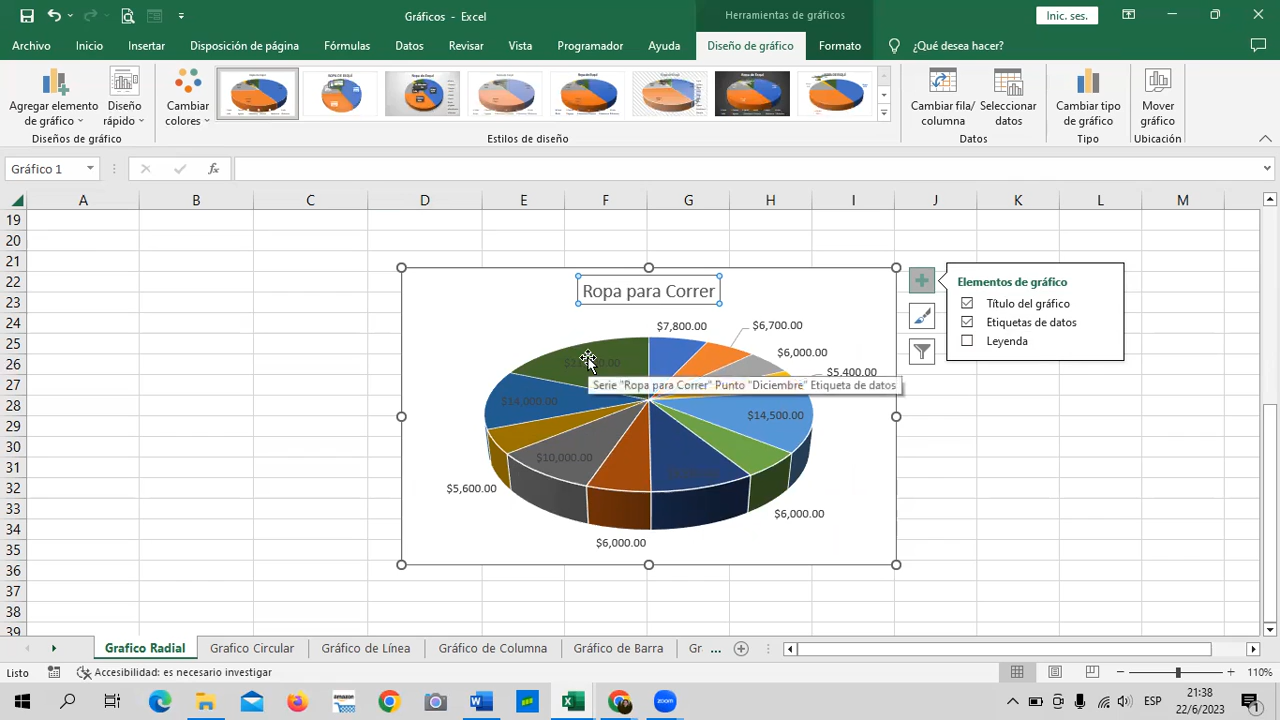 Gráficos - Excel
Herramientas de gráficos
Inic. ses.
Archivo Inicio Insertar Disposición de página Fórmulas Datos Revisar Vista Programador Ayuda Diseño de gráfico Formato ¿Qué desea hacer?
Agregar elemento de gráfico
Diseño rápido
Cambiar colores
Cambiar fila/ columna
Seleccionar datos
Cambiar tipo de gráfico
Mover gráfico
Diseños de gráfico Estilos de diseño Datos Tipo Ubicación
Gráfico 1
fx
A B C D E F G H I J K L M
19
20
21
22
23
24
25
26
27
28
29
30
31
32
33
34
35
36
37
38
39
Ropa para Correr
$7,800.00
$6,700.00
$6,000.00
$5,400.00
Serie "Ropa para Correr" Punto "Diciembre" Etiqueta de datos
$14,000.00
$14,500.00
$10,000.00
$5,600.00
$6,000.00
$6,000.00
Elementos de gráfico
Título del gráfico
Etiquetas de datos
Leyenda
Grafico Radial Grafico Circular Gráfico de Línea Gráfico de Columna Gráfico de Barra Gr ...
Listo Accesibilidad: es necesario investigar 110%
amazon
zoom
ESP
21:38
22/6/2023
1